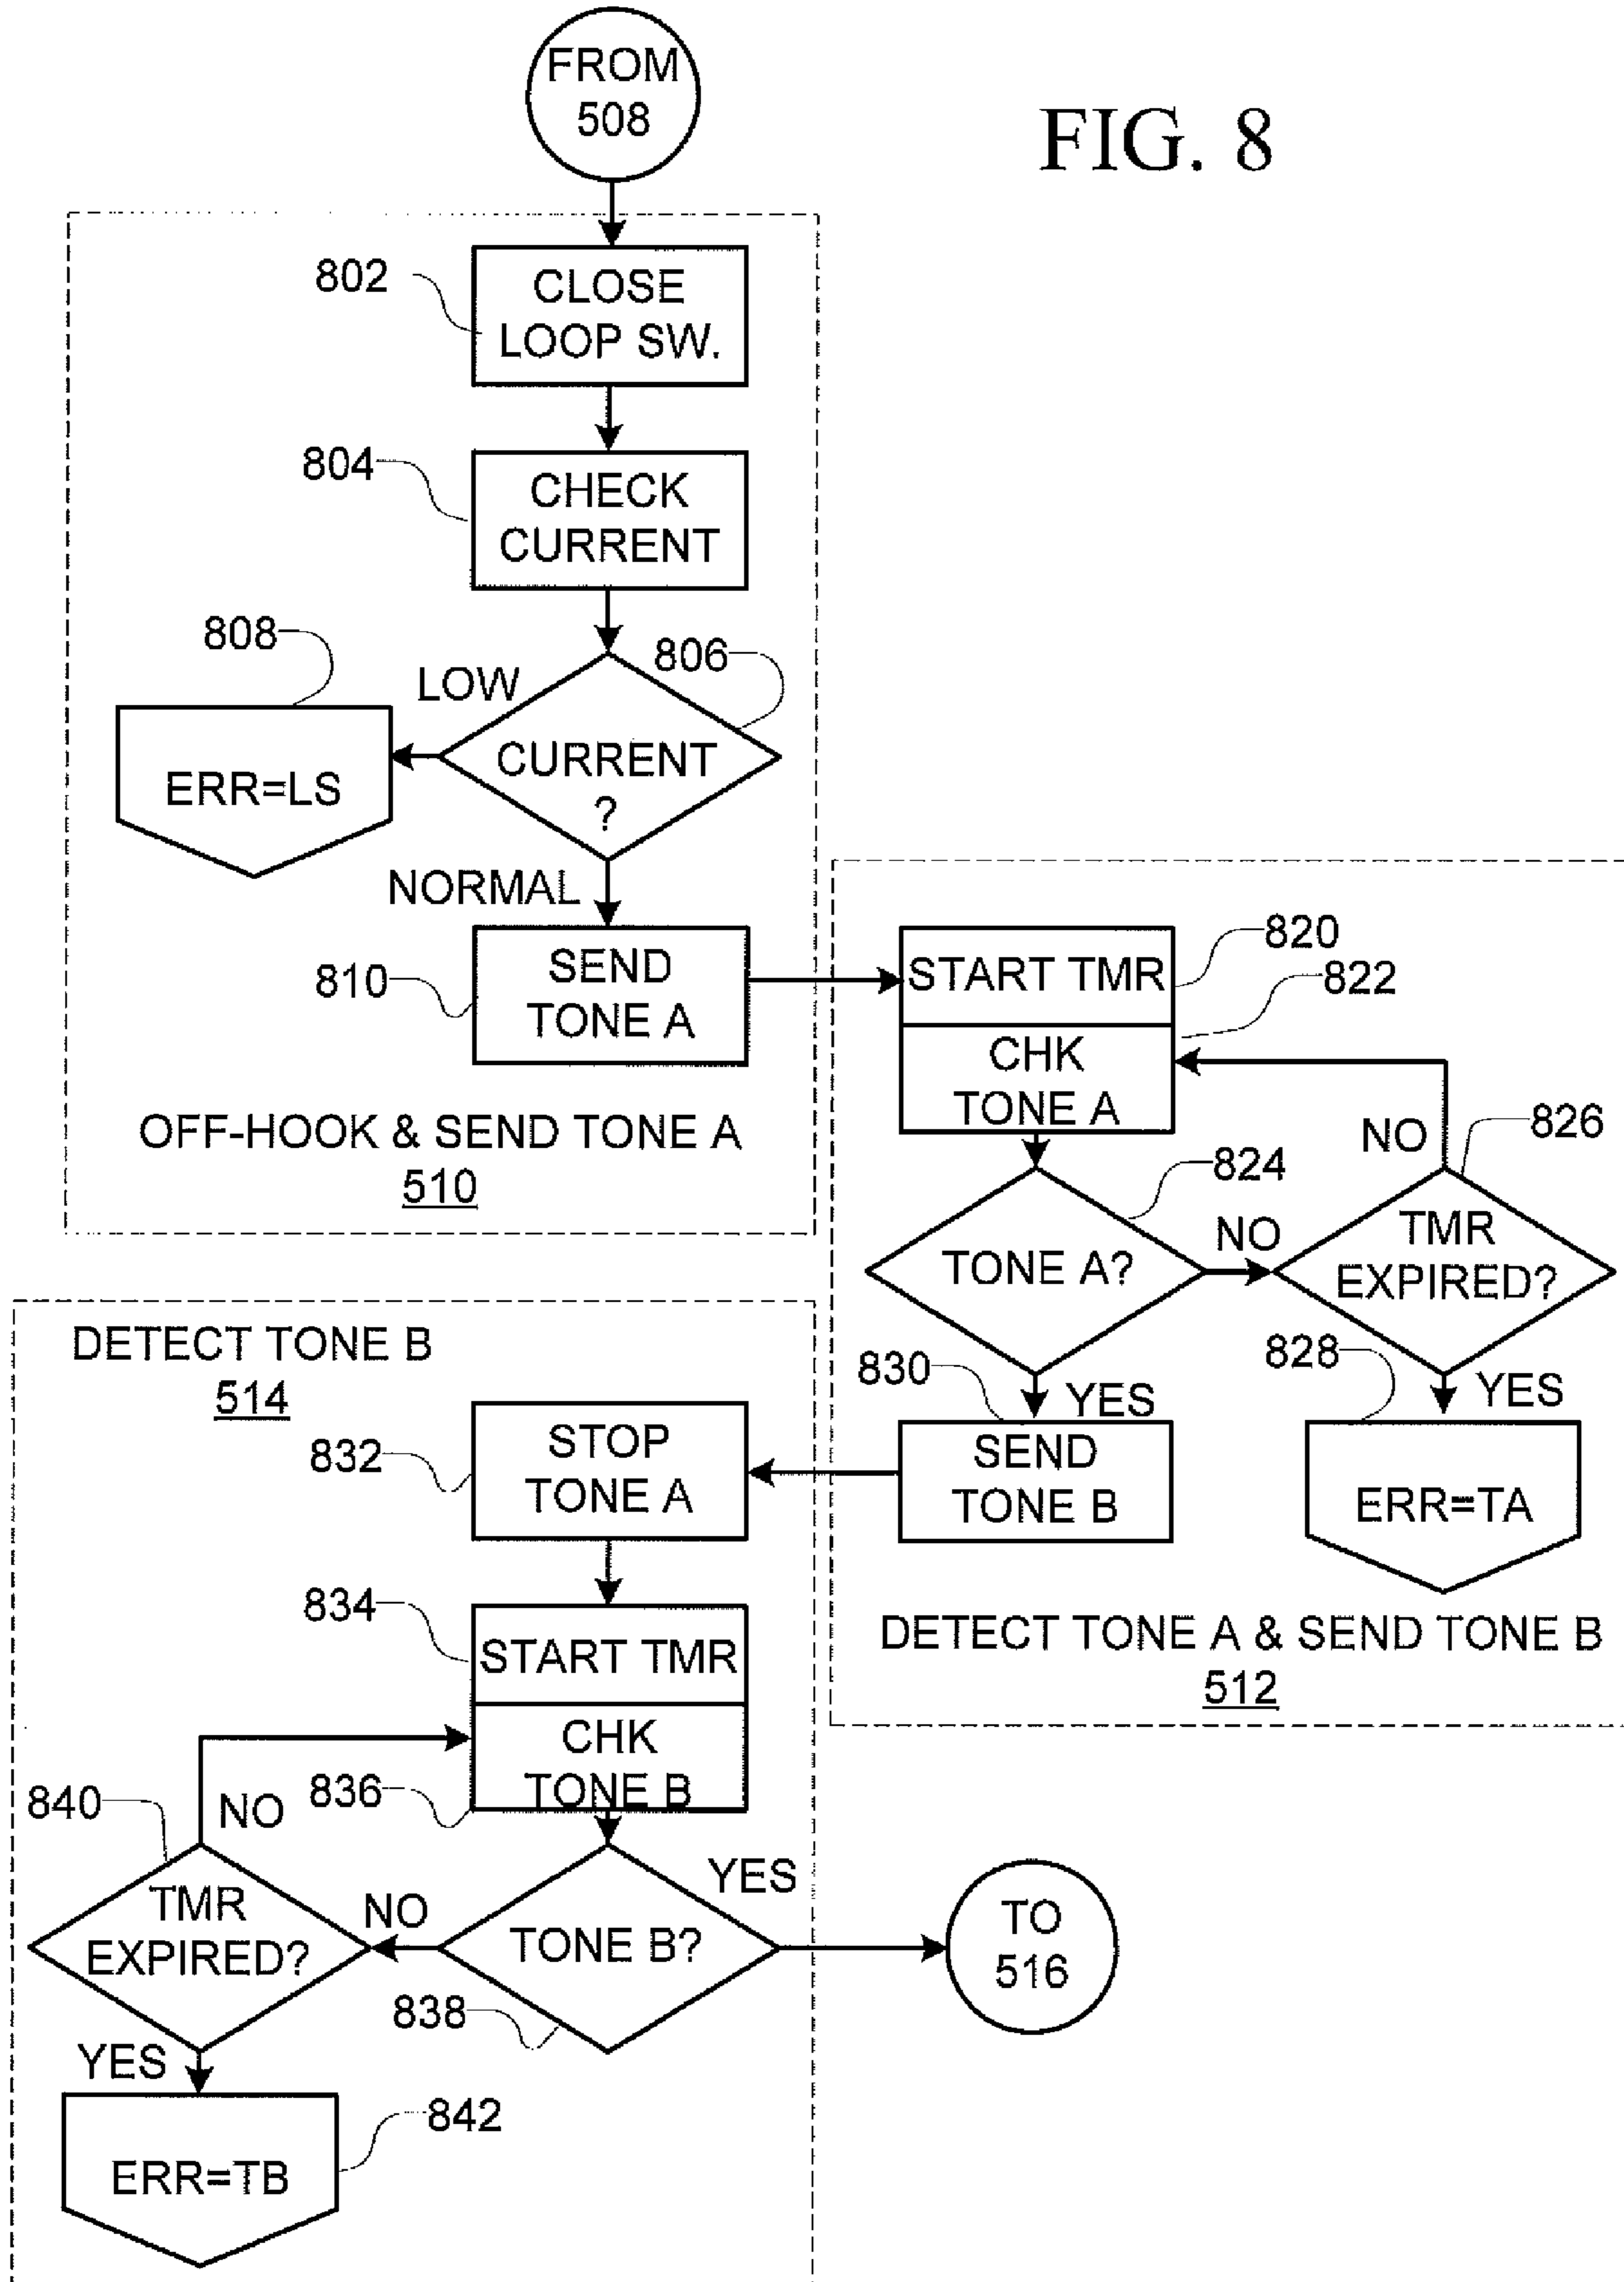 FROM
508
FIG. 8
802
CLOSE
LOOP SW.
804
CHECK
CURRENT
808
806
LOW
CURRENT
?
ERR=LS
NORMAL
810
SEND
TONE A
OFF-HOOK & SEND TONE A
510
START TMR
820
822
CHK
TONE A
826
NO
824
TONE A?
NO
TMR
EXPIRED?
830
YES
828
YES
SEND
TONE B
ERR=TA
DETECT TONE A & SEND TONE B
512
DETECT TONE B
514
832
STOP
TONE A
834
START TMR
CHK
TONE B
836
840
NO
TMR
EXPIRED?
NO
TONE B?
YES
838
TO
516
YES
ERR=TB
842